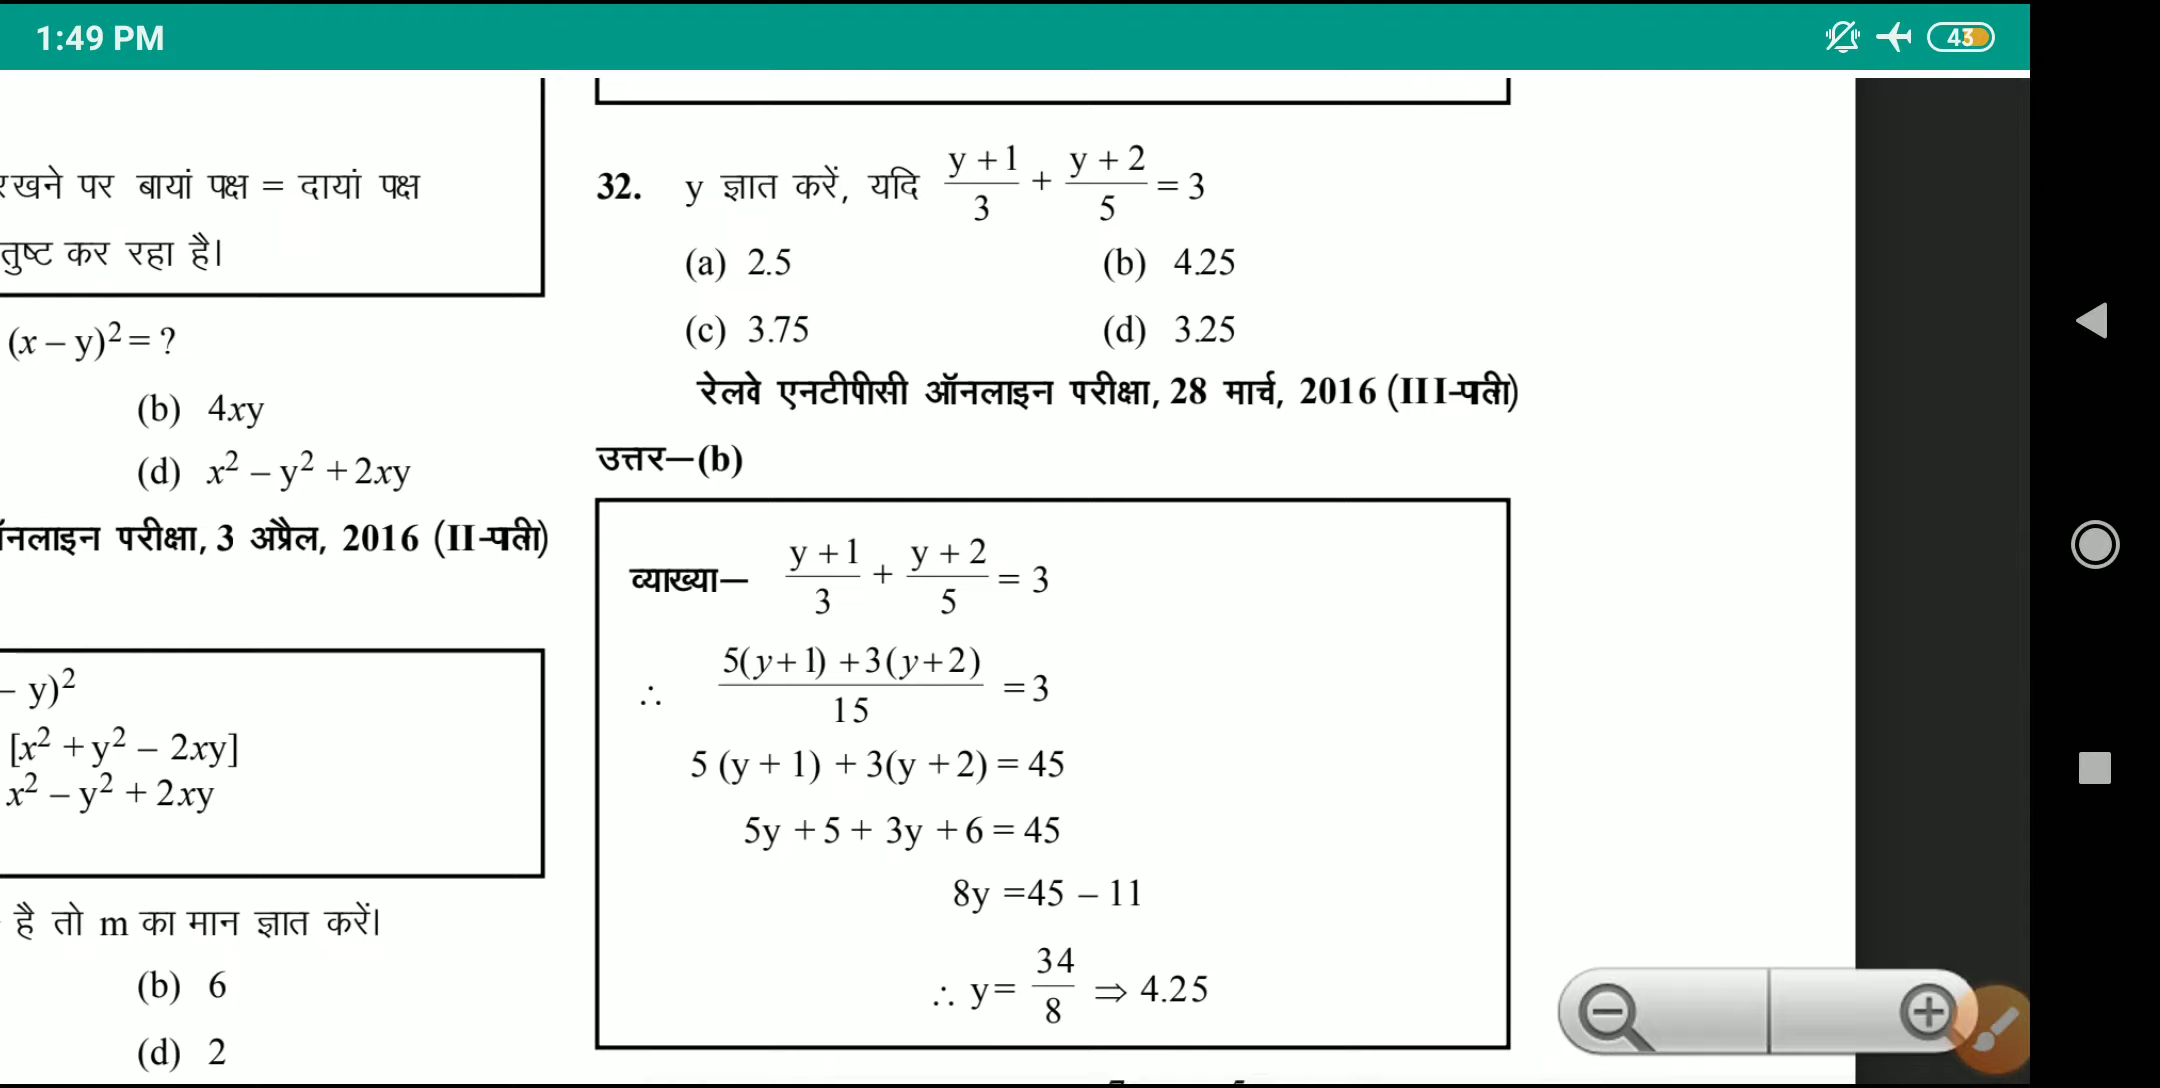 1:49 PM
43
रखने पर बायां पक्ष = दायां पक्ष
तुष्ट कर रहा है।
(x – y)² = ?
(b) 4xy
(d) x² – y² + 2xy
ऑनलाइन परीक्षा, 3 अप्रैल, 2016 (II-पाली)
– y)²
[x² + y² – 2xy]
x² – y² + 2xy
है तो m का मान ज्ञात करें।
(b) 6
(d) 2
32. y ज्ञात करें, यदि (y + 1)/3 + (y + 2)/5 = 3
(a) 2.5 (b) 4.25
(c) 3.75 (d) 3.25
रेलवे एनटीपीसी ऑनलाइन परीक्षा, 28 मार्च, 2016 (III-पाली)
उत्तर—(b)
व्याख्या— (y + 1)/3 + (y + 2)/5 = 3
∴ (5(y+1) + 3(y+2))/15 = 3
5 (y + 1) + 3(y + 2) = 45
5y + 5 + 3y + 6 = 45
8y = 45 – 11
∴ y = 34/8 ⇒ 4.25